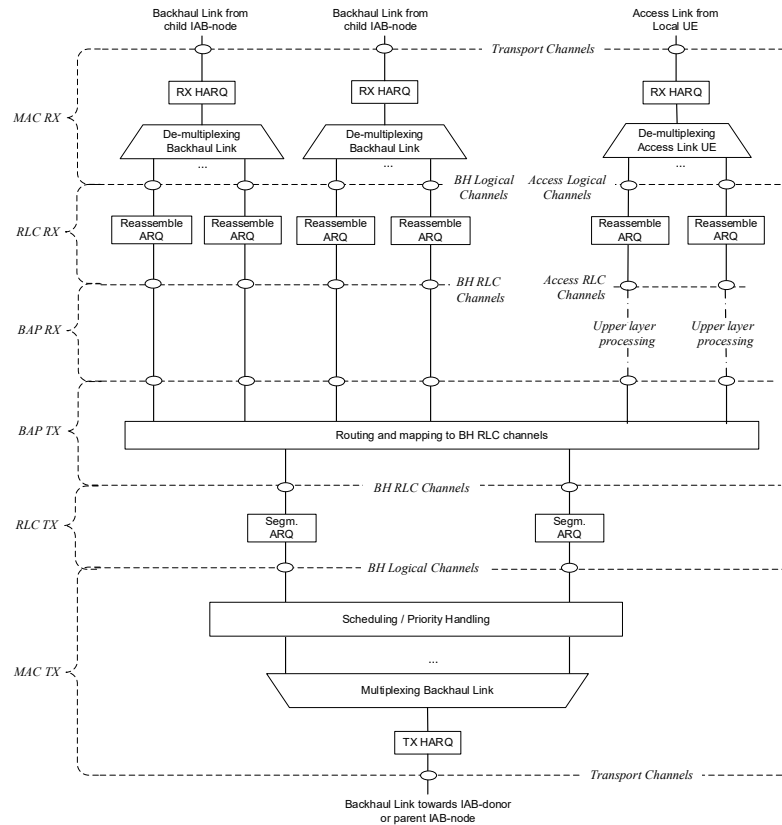 Backhaul Link from
child IAB-node
Backhaul Link from
child IAB-node
Access Link from
Local UE
Transport Channels
RX HARQ
RX HARQ
RX HARQ
MAC RX
De-multiplexing
Backhaul Link
De-multiplexing
Backhaul Link
De-multiplexing
Access Link UE
...
...
...
BH Logical
Channels
Access Logical
Channels
RLC RX
Reassemble
ARQ
Reassemble
ARQ
Reassemble
ARQ
Reassemble
ARQ
Reassemble
ARQ
Reassemble
ARQ
BH RLC
Channels
Access RLC
Channels
BAP RX
Upper layer
processing
Upper layer
processing
BAP TX
Routing and mapping to BH RLC channels
BH RLC Channels
RLC TX
Segm.
ARQ
Segm.
ARQ
BH Logical Channels
Scheduling / Priority Handling
...
MAC TX
Multiplexing Backhaul Link
TX HARQ
Transport Channels
Backhaul Link towards IAB-donor
or parent IAB-node